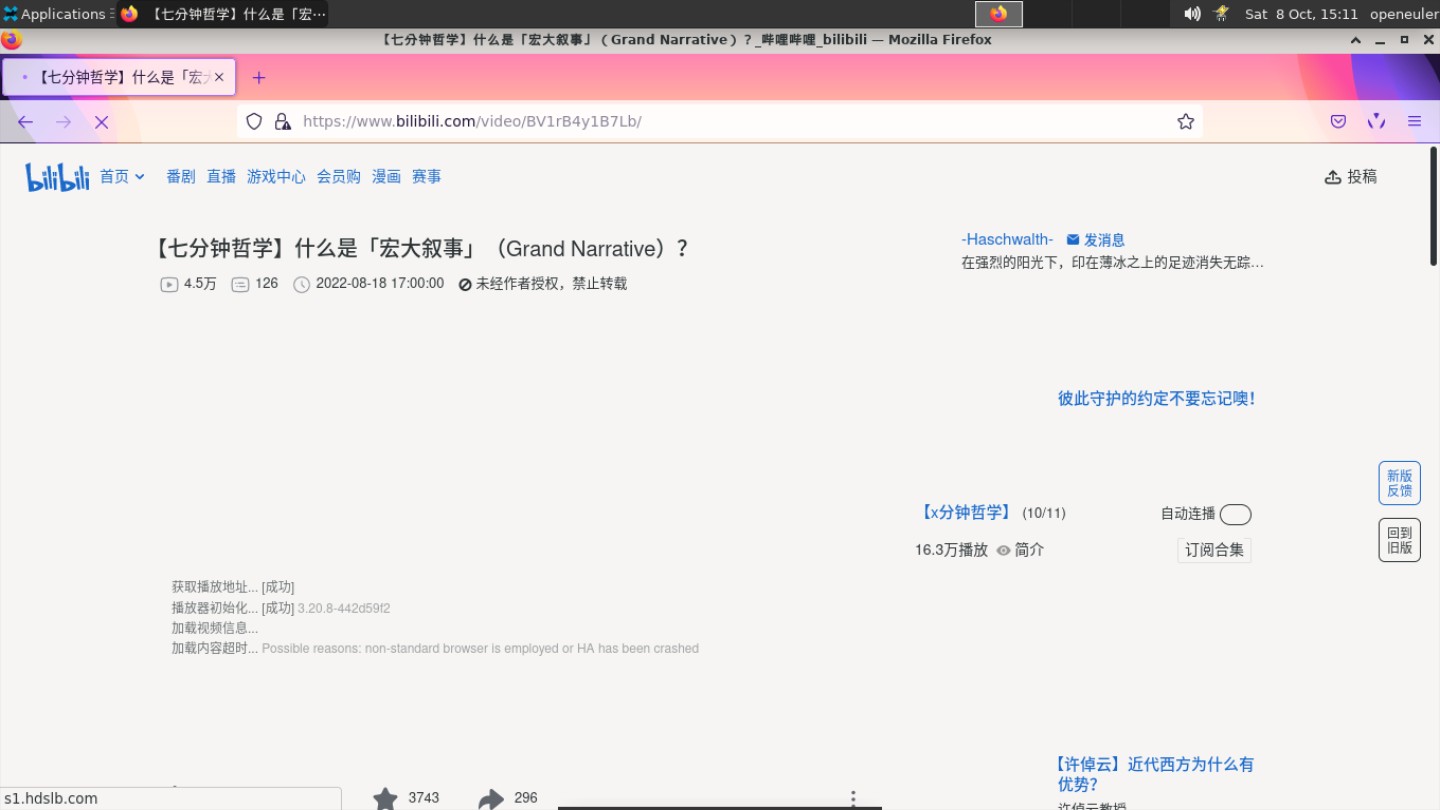 Applications 【七分钟哲学】什么是「宏… Sat 8 Oct, 15:11 openeuler
【七分钟哲学】什么是「宏大叙事」（Grand Narrative）？_哔哩哔哩_bilibili — Mozilla Firefox
【七分钟哲学】什么是「宏大
https://www.bilibili.com/video/BV1rB4y1B7Lb/
bilibili 首页 番剧 直播 游戏中心 会员购 漫画 赛事 投稿
【七分钟哲学】什么是「宏大叙事」（Grand Narrative）？
4.5万 126 2022-08-18 17:00:00 未经作者授权，禁止转载
-Haschwalth- 发消息
在强烈的阳光下，印在薄冰之上的足迹消失无踪…
彼此守护的约定不要忘记噢！
新版
反馈
回到
旧版
【x分钟哲学】 (10/11) 自动连播
16.3万播放 简介 订阅合集
获取播放地址... [成功]
播放器初始化... [成功] 3.20.8-442d59f2
加载视频信息...
加载内容超时... Possible reasons: non-standard browser is employed or HA has been crashed
【许倬云】近代西方为什么有
优势？
许倬云教授
3743 296
s1.hdslb.com